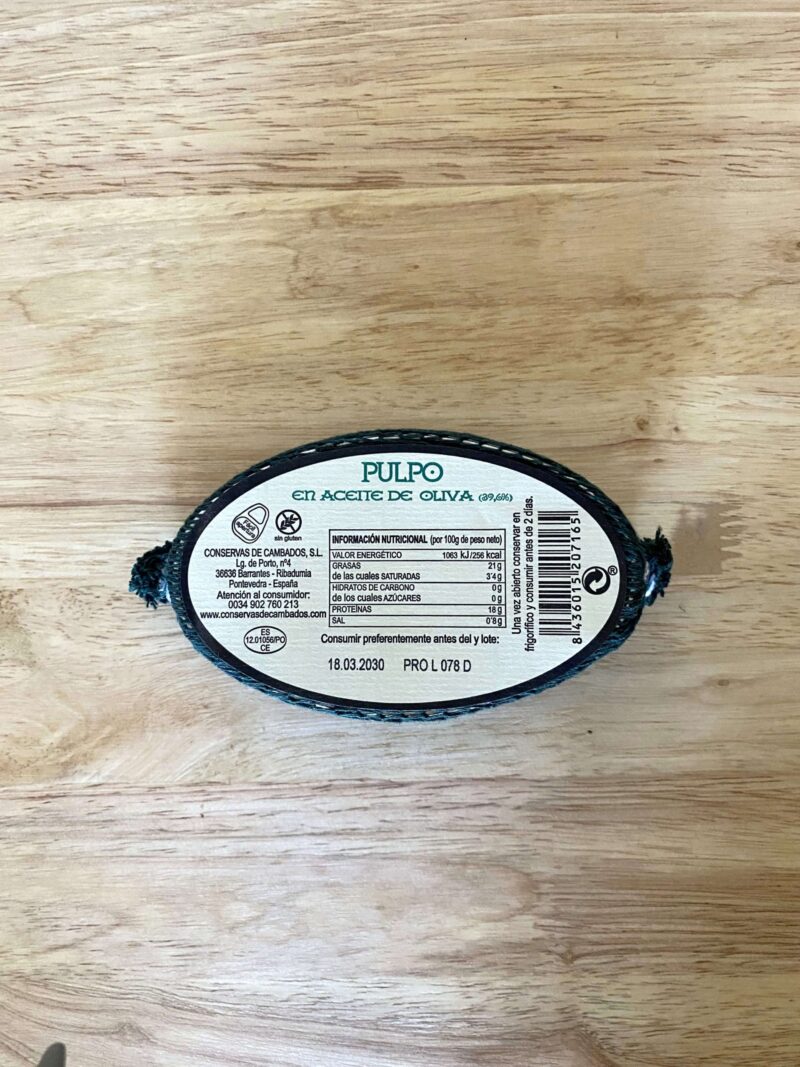 PULPO
EN ACEITE DE OLIVA (39,6%)
Fácil apertura
sin gluten
CONSERVAS DE CAMBADOS, S.L.
Lg. de Porto, nº4
36636 Barrantes - Ribadumia
Pontevedra - España
Atención al consumidor:
0034 902 760 213
www.conservasdecambados.com
ES
12.01056/PO
CE
INFORMACIÓN NUTRICIONAL (por 100g de peso neto)
VALOR ENERGÉTICO 1063 kJ/256 kcal
GRASAS 21 g
de las cuales SATURADAS 3'4 g
HIDRATOS DE CARBONO 0 g
de los cuales AZÚCARES 0 g
PROTEÍNAS 18 g
SAL 0'8 g
Consumir preferentemente antes del y lote:
18.03.2030 PRO L 078 D
Una vez abierto conservar en
frigorífico y consumir antes de 2 días.
8 436015 207165
®